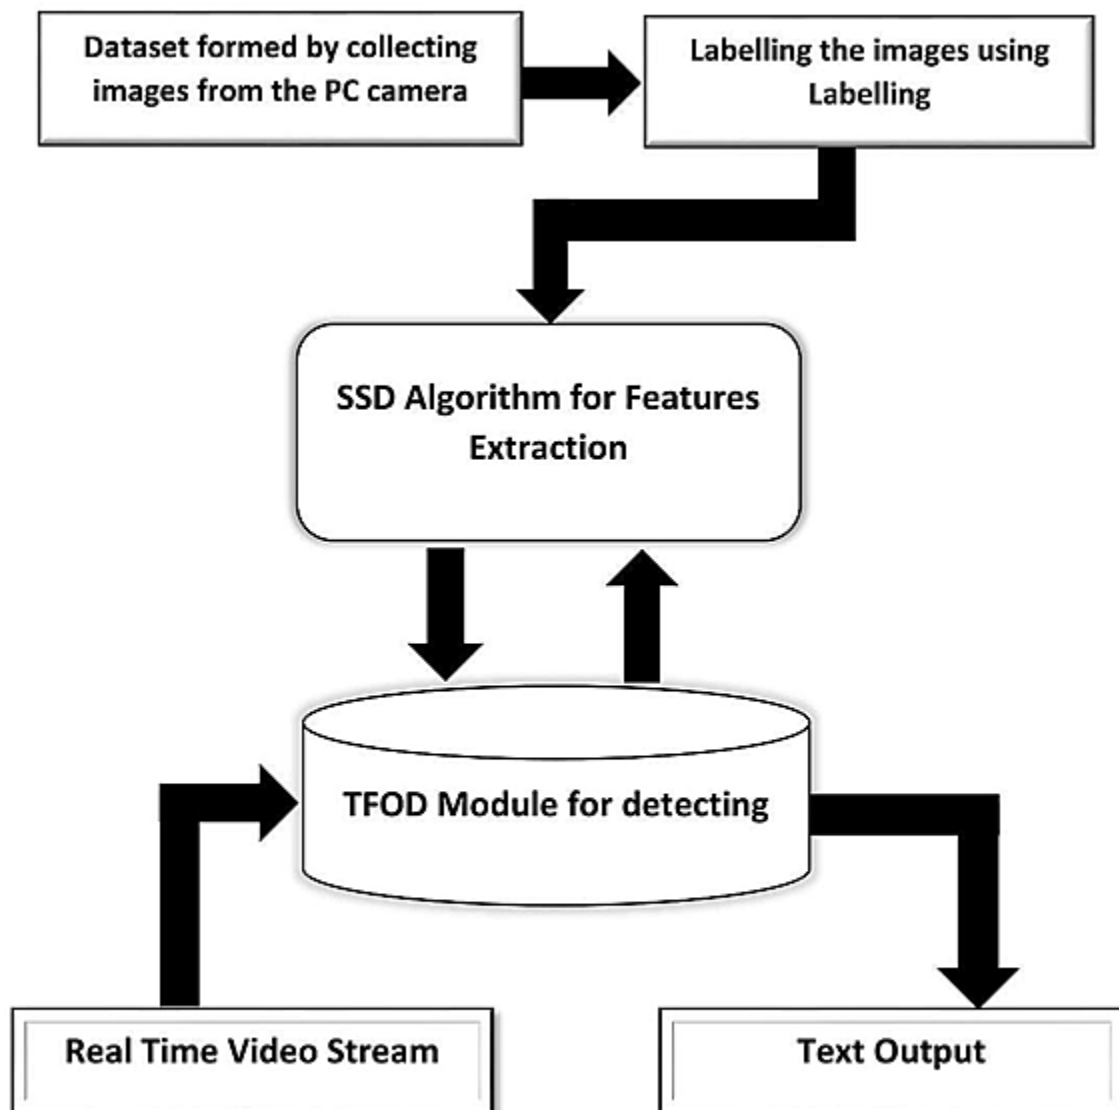 Dataset formed by collecting
images from the PC camera
Labelling the images using
Labelling
SSD Algorithm for Features
Extraction
TFOD Module for detecting
Real Time Video Stream
Text Output